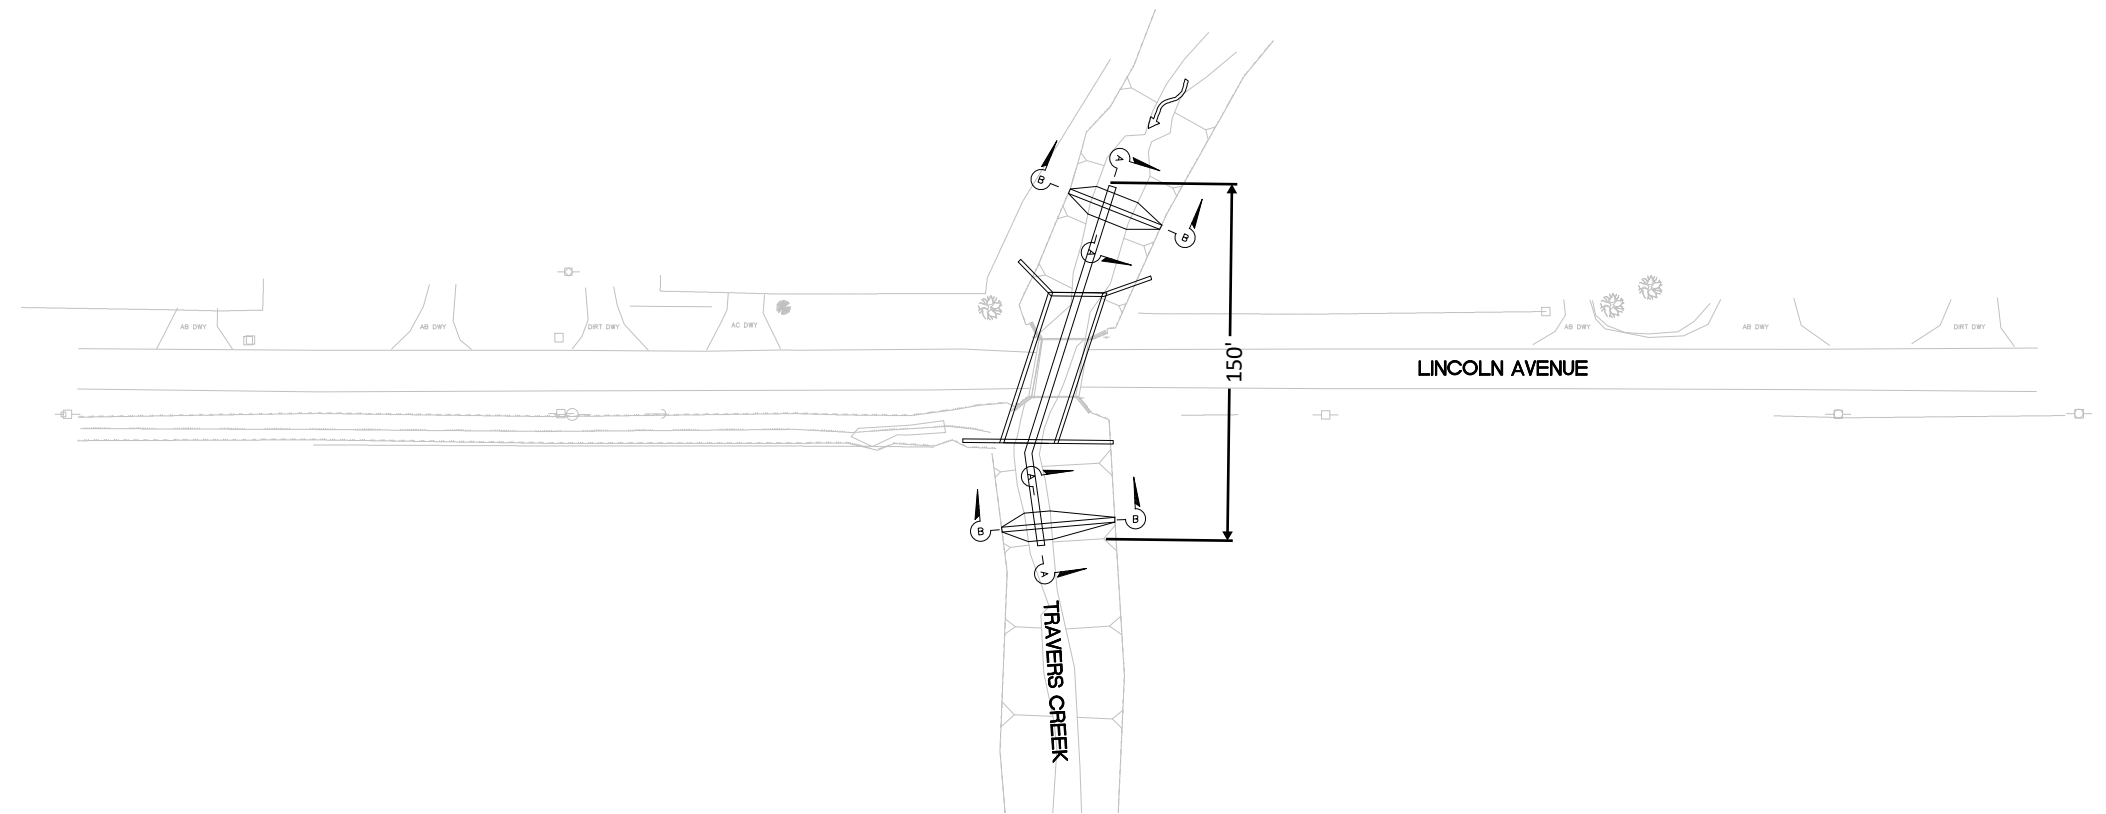 A
B
B
A
AB DWY
AB DWY
DIRT DWY
AC DWY
AB DWY
AB DWY
DIRT DWY
150'
LINCOLN AVENUE
A
B
B
A
TRAVERS CREEK